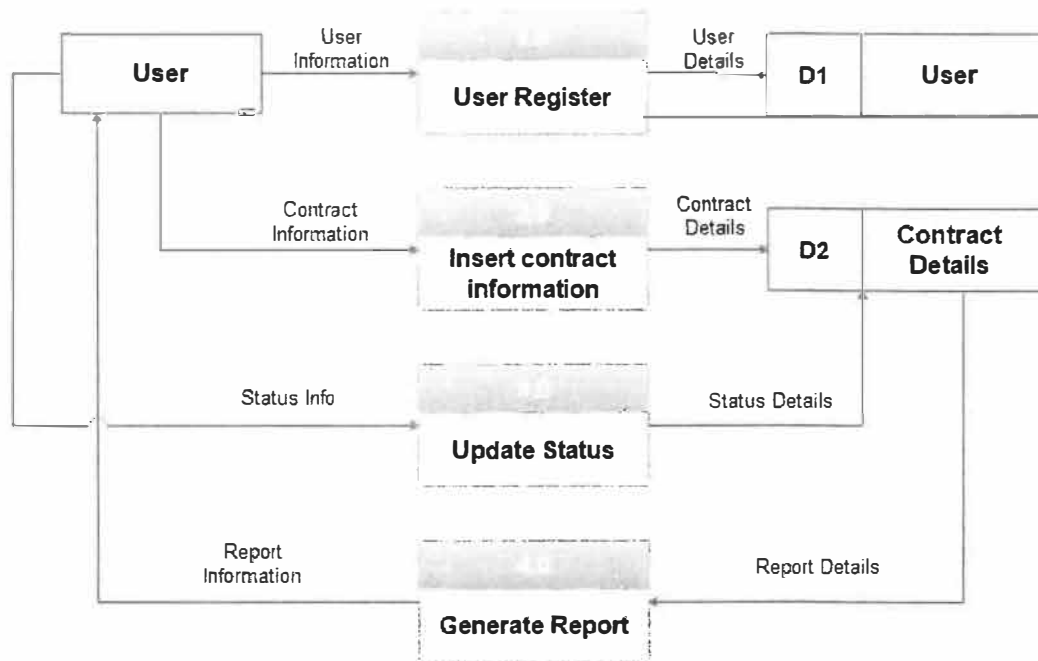 User
Information
User
Details
User
User Register
D1
User
Contract
Information
Contract
Details
Insert contract
information
D2
Contract
Details
Status Info
Status Details
Update Status
Report
Information
Report Details
Generate Report